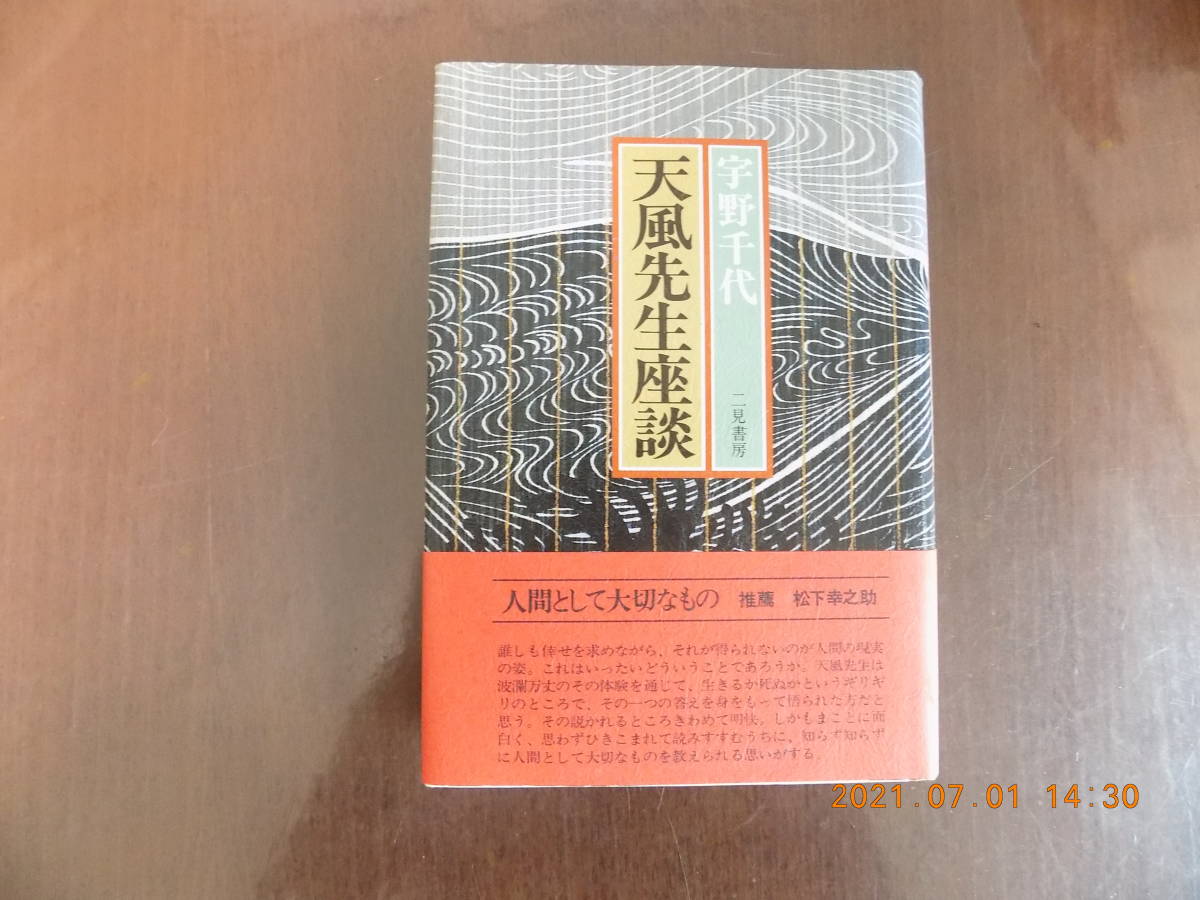 宇野千代
天風先生座談
二見書房
人間として大切なもの 推薦 松下幸之助
誰しも倖せを求めながら、それが得られないのが人間の現実
の姿。これはいったいどういうことであろうか。天風先生は
波瀾万丈のその体験を通じて、生きるか死ぬかというギリギ
リのところで、その一つの答えを身をもって悟られた方だと
思う。その説かれるところきわめて明快。しかもまことに面
白く、思わずひきこまれて読みすすむうちに、知らず知らず
に人間として大切なものを教えられる思いがする。
2021.07.01 14:30